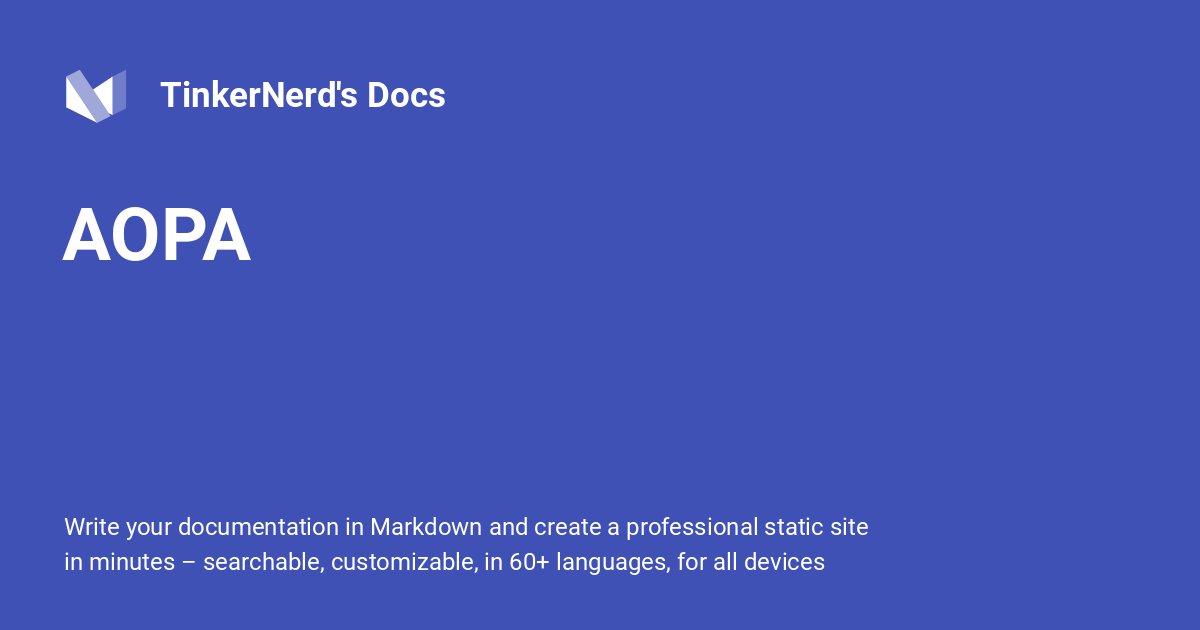 TinkerNerd's Docs
AOPA
Write your documentation in Markdown and create a professional static site
in minutes – searchable, customizable, in 60+ languages, for all devices